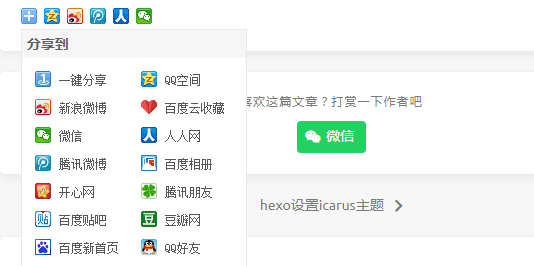 分享到
一键分享 QQ空间
新浪微博 百度云收藏
微信 人人网
腾讯微博 百度相册
开心网 腾讯朋友
百度贴吧 豆瓣网
百度新首页 QQ好友
喜欢这篇文章？打赏一下作者吧
微信
hexo设置icarus主题